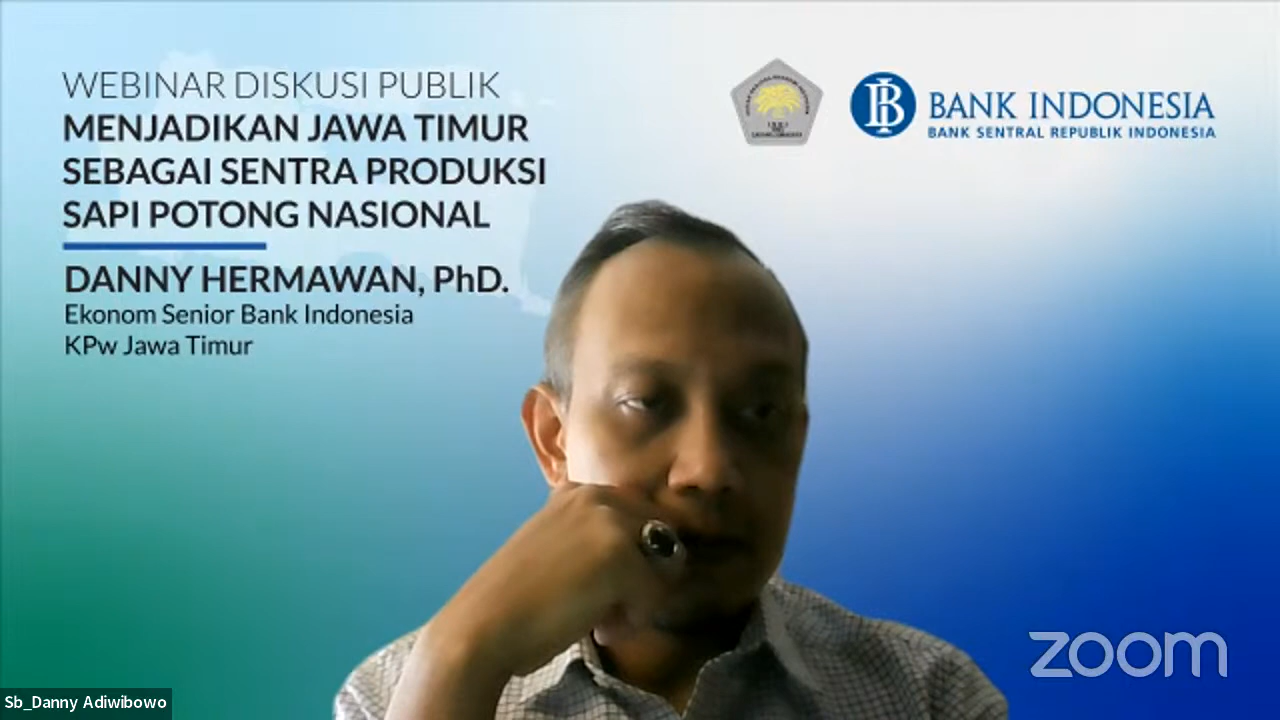 WEBINAR DISKUSI PUBLIK
MENJADIKAN JAWA TIMUR
SEBAGAI SENTRA PRODUKSI
SAPI POTONG NASIONAL
DANNY HERMAWAN, PhD.
Ekonom Senior Bank Indonesia
KPw Jawa Timur
BANK INDONESIA
BANK SENTRAL REPUBLIK INDONESIA
zoom
Sb_Danny Adiwibowo